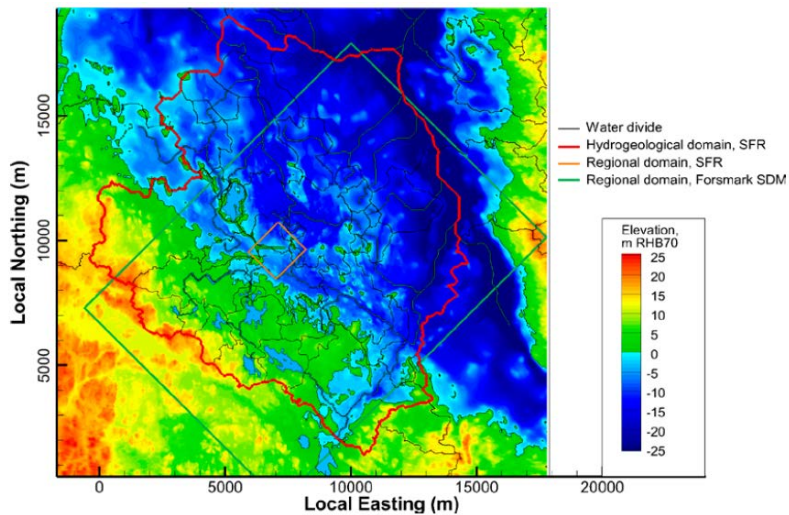 Local Northing (m)
15000
10000
5000
0
5000
10000
15000
20000
Local Easting (m)
Water divide
Hydrogeological domain, SFR
Regional domain, SFR
Regional domain, Forsmark SDM
Elevation,
m RHB70
25
20
15
10
5
0
-5
-10
-15
-20
-25